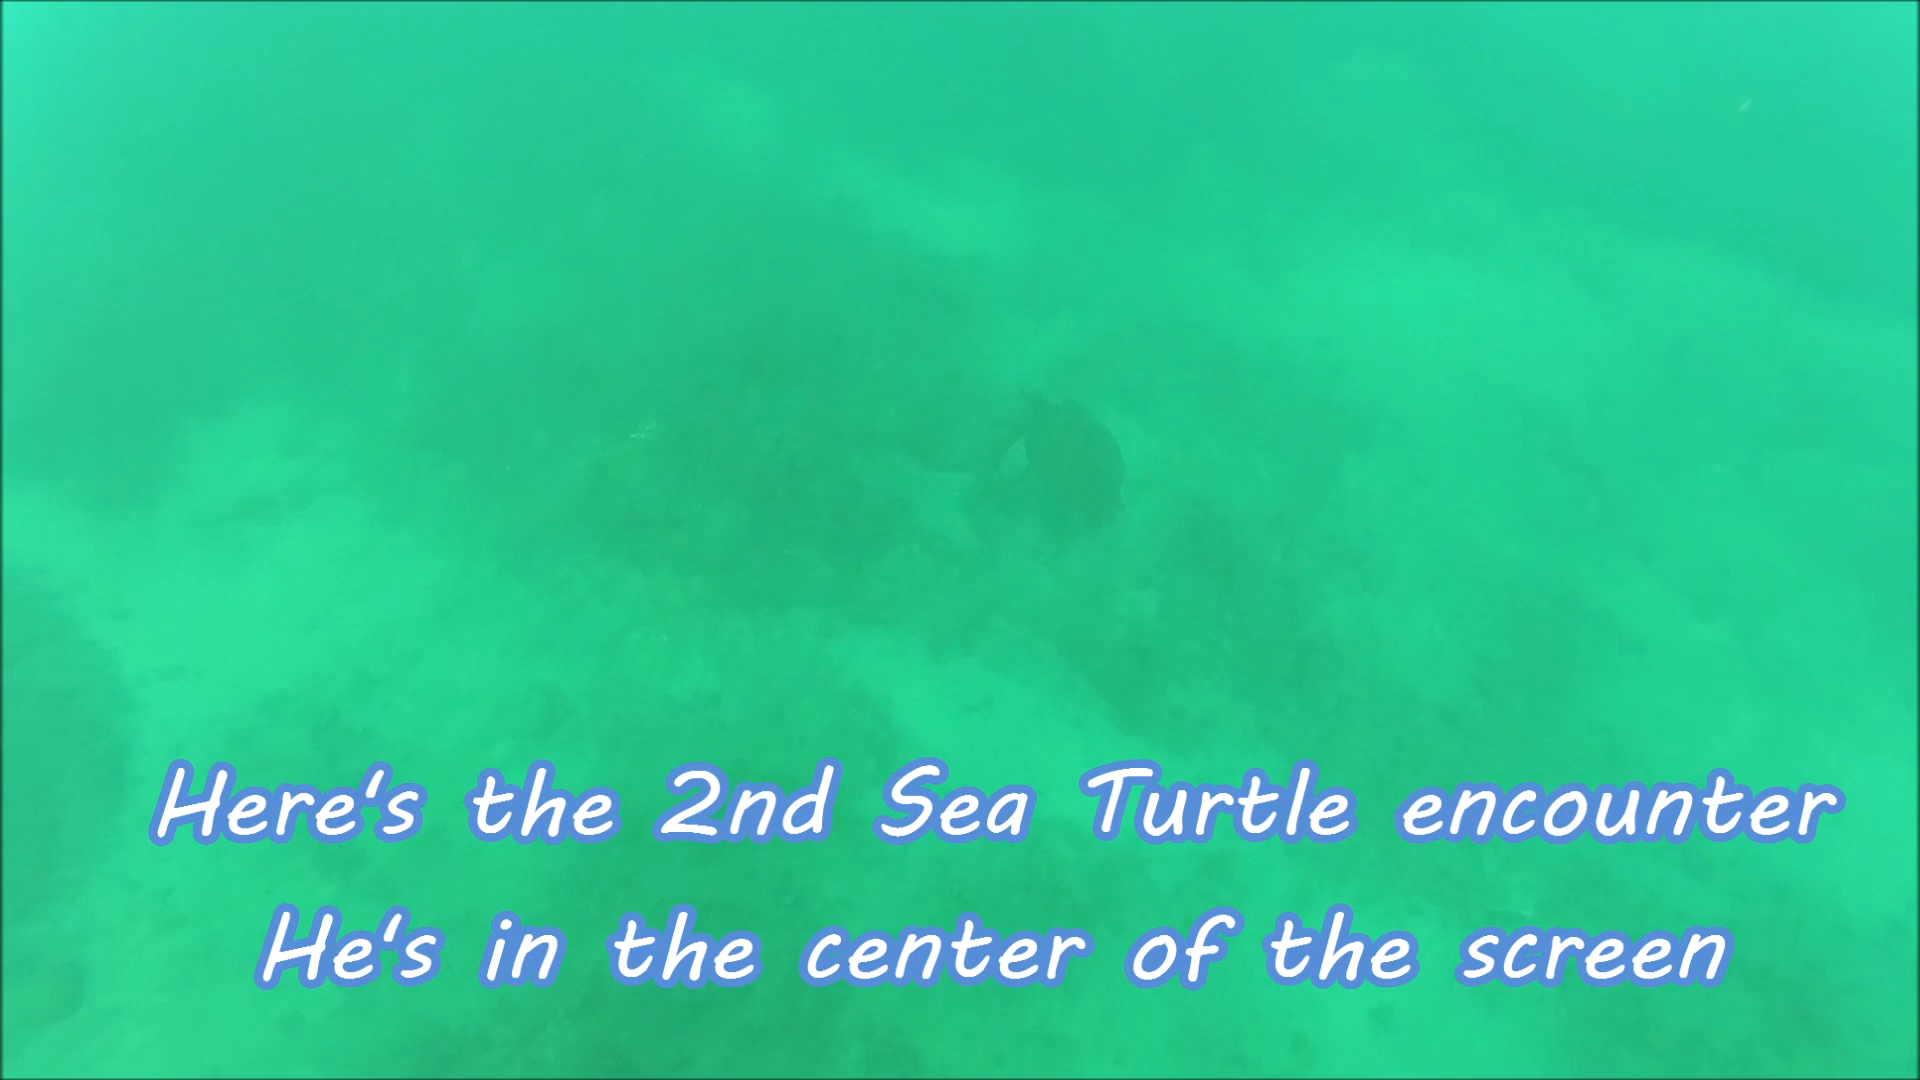 Here's the 2nd Sea Turtle encounter
He's in the center of the screen